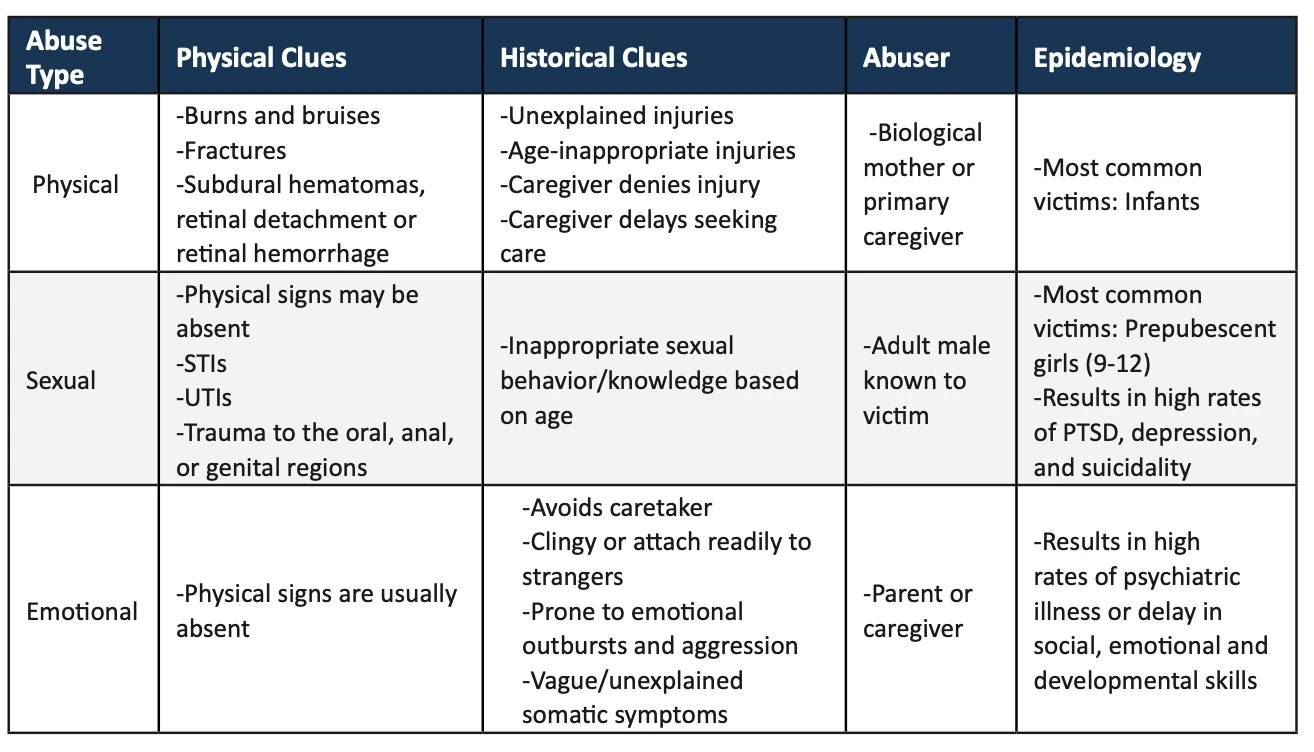 Abuse
Type
Physical Clues
Historical Clues
Abuser
Epidemiology
Physical
-Burns and bruises
-Fractures
-Subdural hematomas,
retinal detachment or
retinal hemorrhage
-Unexplained injuries
-Age-inappropriate injuries
-Caregiver denies injury
-Caregiver delays seeking
care
-Biological
mother or
primary
caregiver
-Most common
victims: Infants
Sexual
-Physical signs may be
absent
-STIs
-UTIs
-Trauma to the oral, anal,
or genital regions
-Inappropriate sexual
behavior/knowledge based
on age
-Adult male
known to
victim
-Most common
victims: Prepubescent
girls (9-12)
-Results in high rates
of PTSD, depression,
and suicidality
Emotional
-Physical signs are usually
absent
-Avoids caretaker
-Clingy or attach readily to
strangers
-Prone to emotional
outbursts and aggression
-Vague/unexplained
somatic symptoms
-Parent or
caregiver
-Results in high
rates of psychiatric
illness or delay in
social, emotional and
developmental skills